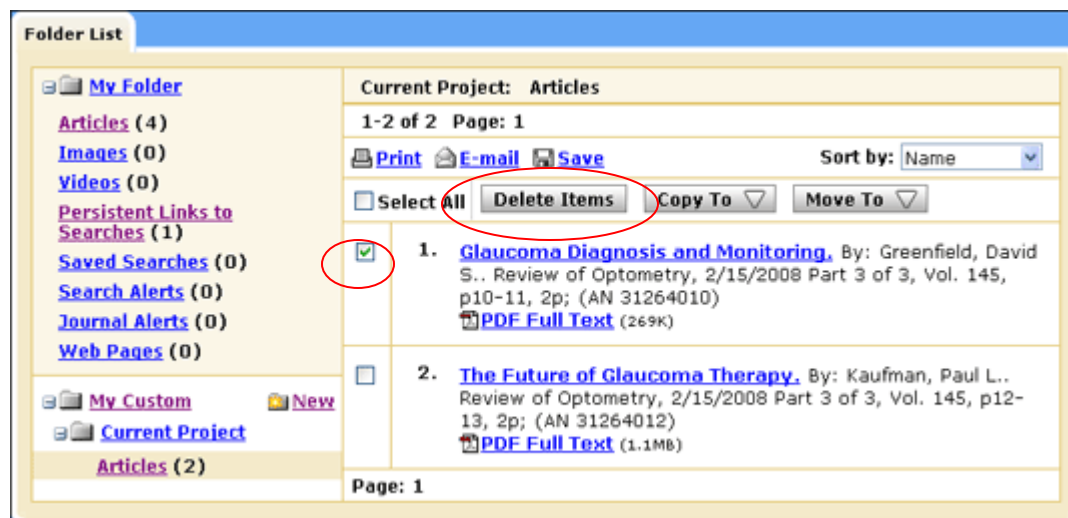 Folder List
My Folder
Articles (4)
Images (0)
Videos (0)
Persistent Links to
Searches (1)
Saved Searches (0)
Search Alerts (0)
Journal Alerts (0)
Web Pages (0)
My Custom New
Current Project
Articles (2)
Current Project: Articles
1-2 of 2 Page: 1
Print E-mail Save Sort by: Name
Select All Delete Items Copy To Move To
1. Glaucoma Diagnosis and Monitoring. By: Greenfield, David
S.. Review of Optometry, 2/15/2008 Part 3 of 3, Vol. 145,
p10-11, 2p; (AN 31264010)
PDF Full Text (269K)
2. The Future of Glaucoma Therapy. By: Kaufman, Paul L..
Review of Optometry, 2/15/2008 Part 3 of 3, Vol. 145, p12-
13, 2p; (AN 31264012)
PDF Full Text (1.1MB)
Page: 1